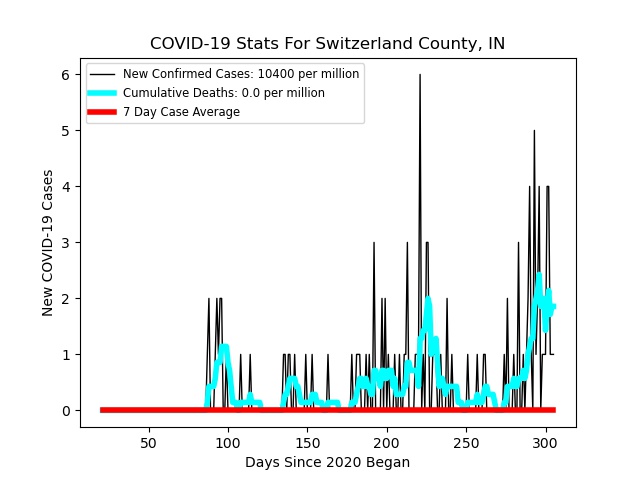 COVID-19 Stats For Switzerland County, IN
New Confirmed Cases: 10400 per million
Cumulative Deaths: 0.0 per million
7 Day Case Average
New COVID-19 Cases
6
5
4
3
2
1
0
50 100 150 200 250 300
Days Since 2020 Began